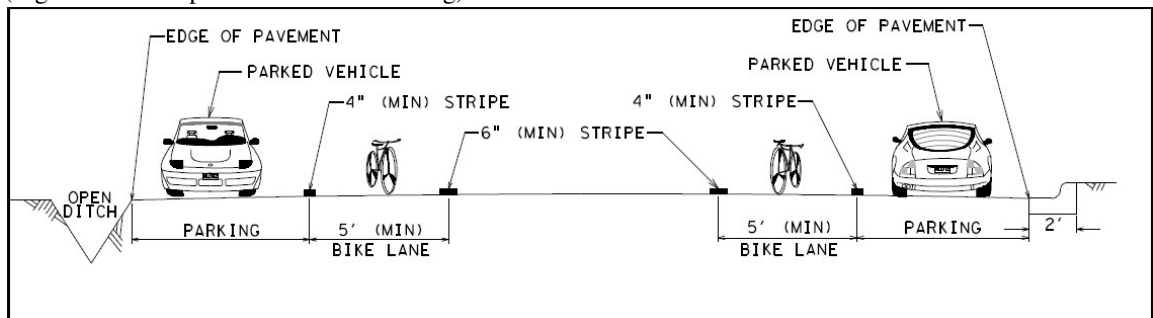 EDGE OF PAVEMENT
EDGE OF PAVEMENT
PARKED VEHICLE
PARKED VEHICLE
4" (MIN) STRIPE
4" (MIN) STRIPE
6" (MIN) STRIPE
OPEN
DITCH
PARKING
5' (MIN)
BIKE LANE
5' (MIN)
BIKE LANE
PARKING
2'